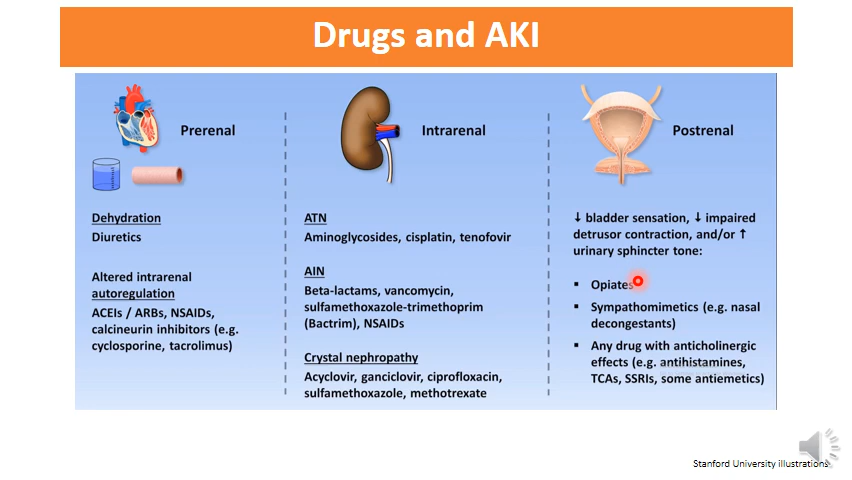 Drugs and AKI
Prerenal
Dehydration
Diuretics
Altered intrarenal
autoregulation
ACEIs / ARBs, NSAIDs,
calcineurin inhibitors (e.g.
cyclosporine, tacrolimus)
Intrarenal
ATN
Aminoglycosides, cisplatin, tenofovir
AIN
Beta-lactams, vancomycin,
sulfamethoxazole-trimethoprim
(Bactrim), NSAIDs
Crystal nephropathy
Acyclovir, ganciclovir, ciprofloxacin,
sulfamethoxazole, methotrexate
Postrenal
↓ bladder sensation, ↓ impaired
detrusor contraction, and/or ↑
urinary sphincter tone:
▪ Opiates
▪ Sympathomimetics (e.g. nasal
decongestants)
▪ Any drug with anticholinergic
effects (e.g. antihistamines,
TCAs, SSRIs, some antiemetics)
Stanford University illustrations